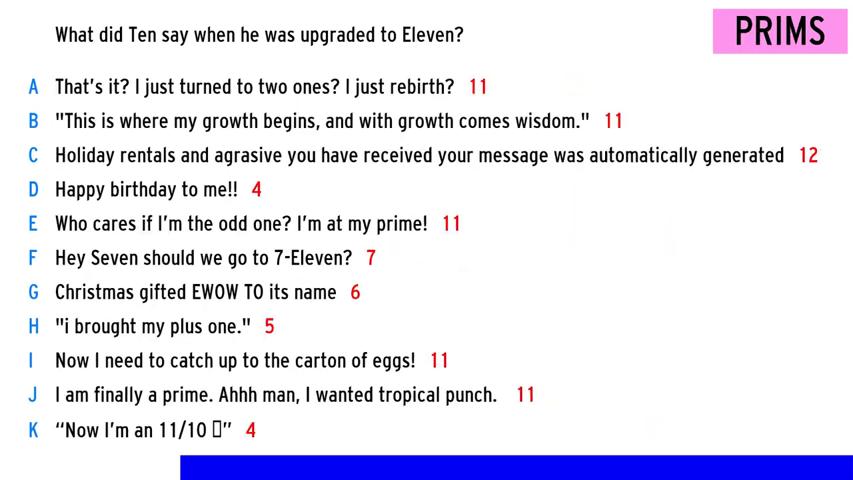 PRIMS
What did Ten say when he was upgraded to Eleven?
A That's it? I just turned to two ones? I just rebirth? 11
B "This is where my growth begins, and with growth comes wisdom." 11
C Holiday rentals and agrasive you have received your message was automatically generated 12
D Happy birthday to me!! 4
E Who cares if I'm the odd one? I'm at my prime! 11
F Hey Seven should we go to 7-Eleven? 7
G Christmas gifted EWOW TO its name 6
H "i brought my plus one." 5
I Now I need to catch up to the carton of eggs! 11
J I am finally a prime. Ahhh man, I wanted tropical punch. 11
K “Now I'm an 11/10 ▯” 4